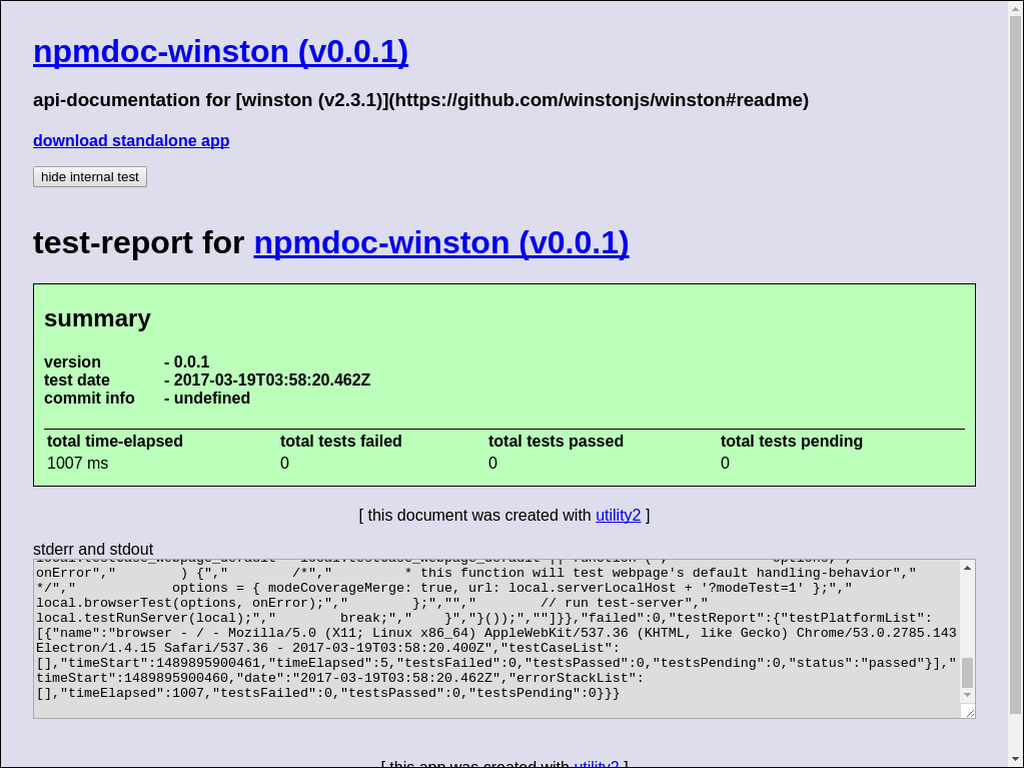 npmdoc-winston (v0.0.1)
api-documentation for [winston (v2.3.1)](https://github.com/winstonjs/winston#readme)
download standalone app
hide internal test
test-report for npmdoc-winston (v0.0.1)
summary
version - 0.0.1
test date - 2017-03-19T03:58:20.462Z
commit info - undefined
total time-elapsed total tests failed total tests passed total tests pending
1007 ms 0 0 0
[ this document was created with utility2 ]
stderr and stdout
onError","        ) {","        /*","         * this function will test webpage's default handling-behavior","
*/","            options = { modeCoverageMerge: true, url: local.serverLocalHost + '?modeTest=1' };","
local.browserTest(options, onError);","        };","","        // run test-server","
local.testRunServer(local);","        break;","    }","}());",""]}},"failed":0,"testReport":{"testPlatformList":
[{"name":"browser - / - Mozilla/5.0 (X11; Linux x86_64) AppleWebKit/537.36 (KHTML, like Gecko) Chrome/53.0.2785.143
Electron/1.4.15 Safari/537.36 - 2017-03-19T03:58:20.400Z","testCaseList":
[],"timeStart":1489895900461,"timeElapsed":5,"testsFailed":0,"testsPassed":0,"testsPending":0,"status":"passed"}],"
timeStart":1489895900460,"date":"2017-03-19T03:58:20.462Z","errorStackList":
[],"timeElapsed":1007,"testsFailed":0,"testsPassed":0,"testsPending":0}}}
[ this app was created with utility2 ]